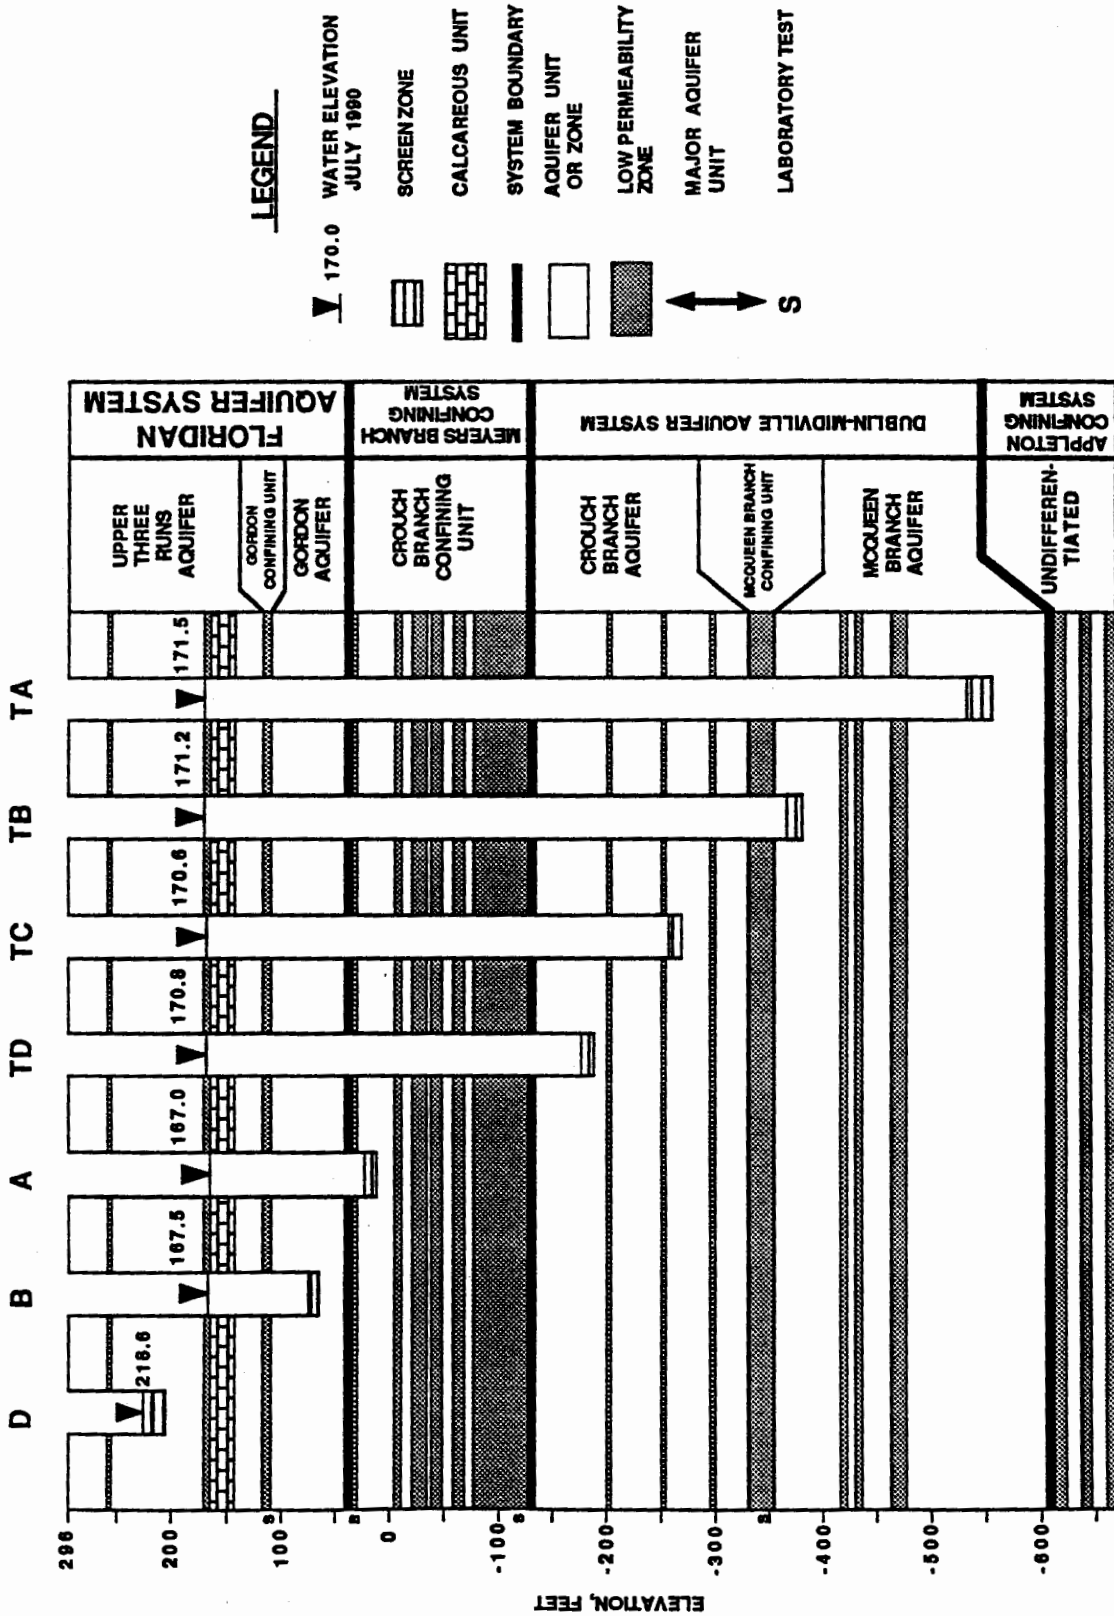 D
B
A
TD
TC
TB
TA
218.6
167.5
167.0
170.8
170.6
171.2
171.5
296
200
100
0
-100
-200
-300
-400
-500
-600
ELEVATION, FEET
S
S
S
S
UPPER
THREE
RUNS
AQUIFER
GORDON
CONFINING UNIT
GORDON
AQUIFER
CROUCH
BRANCH
CONFINING
UNIT
CROUCH
BRANCH
AQUIFER
MCQUEEN BRANCH
CONFINING UNIT
MCQUEEN
BRANCH
AQUIFER
UNDIFFEREN-
TIATED
FLORIDAN
AQUIFER SYSTEM
MEYERS BRANCH
CONFINING
SYSTEM
DUBLIN-MIDVILLE AQUIFER SYSTEM
APPLETON
CONFINING
SYSTEM
LEGEND
170.0 WATER ELEVATION
JULY 1990
SCREEN ZONE
CALCAREOUS UNIT
SYSTEM BOUNDARY
AQUIFER UNIT
OR ZONE
LOW PERMEABILITY
ZONE
MAJOR AQUIFER
UNIT
S LABORATORY TEST